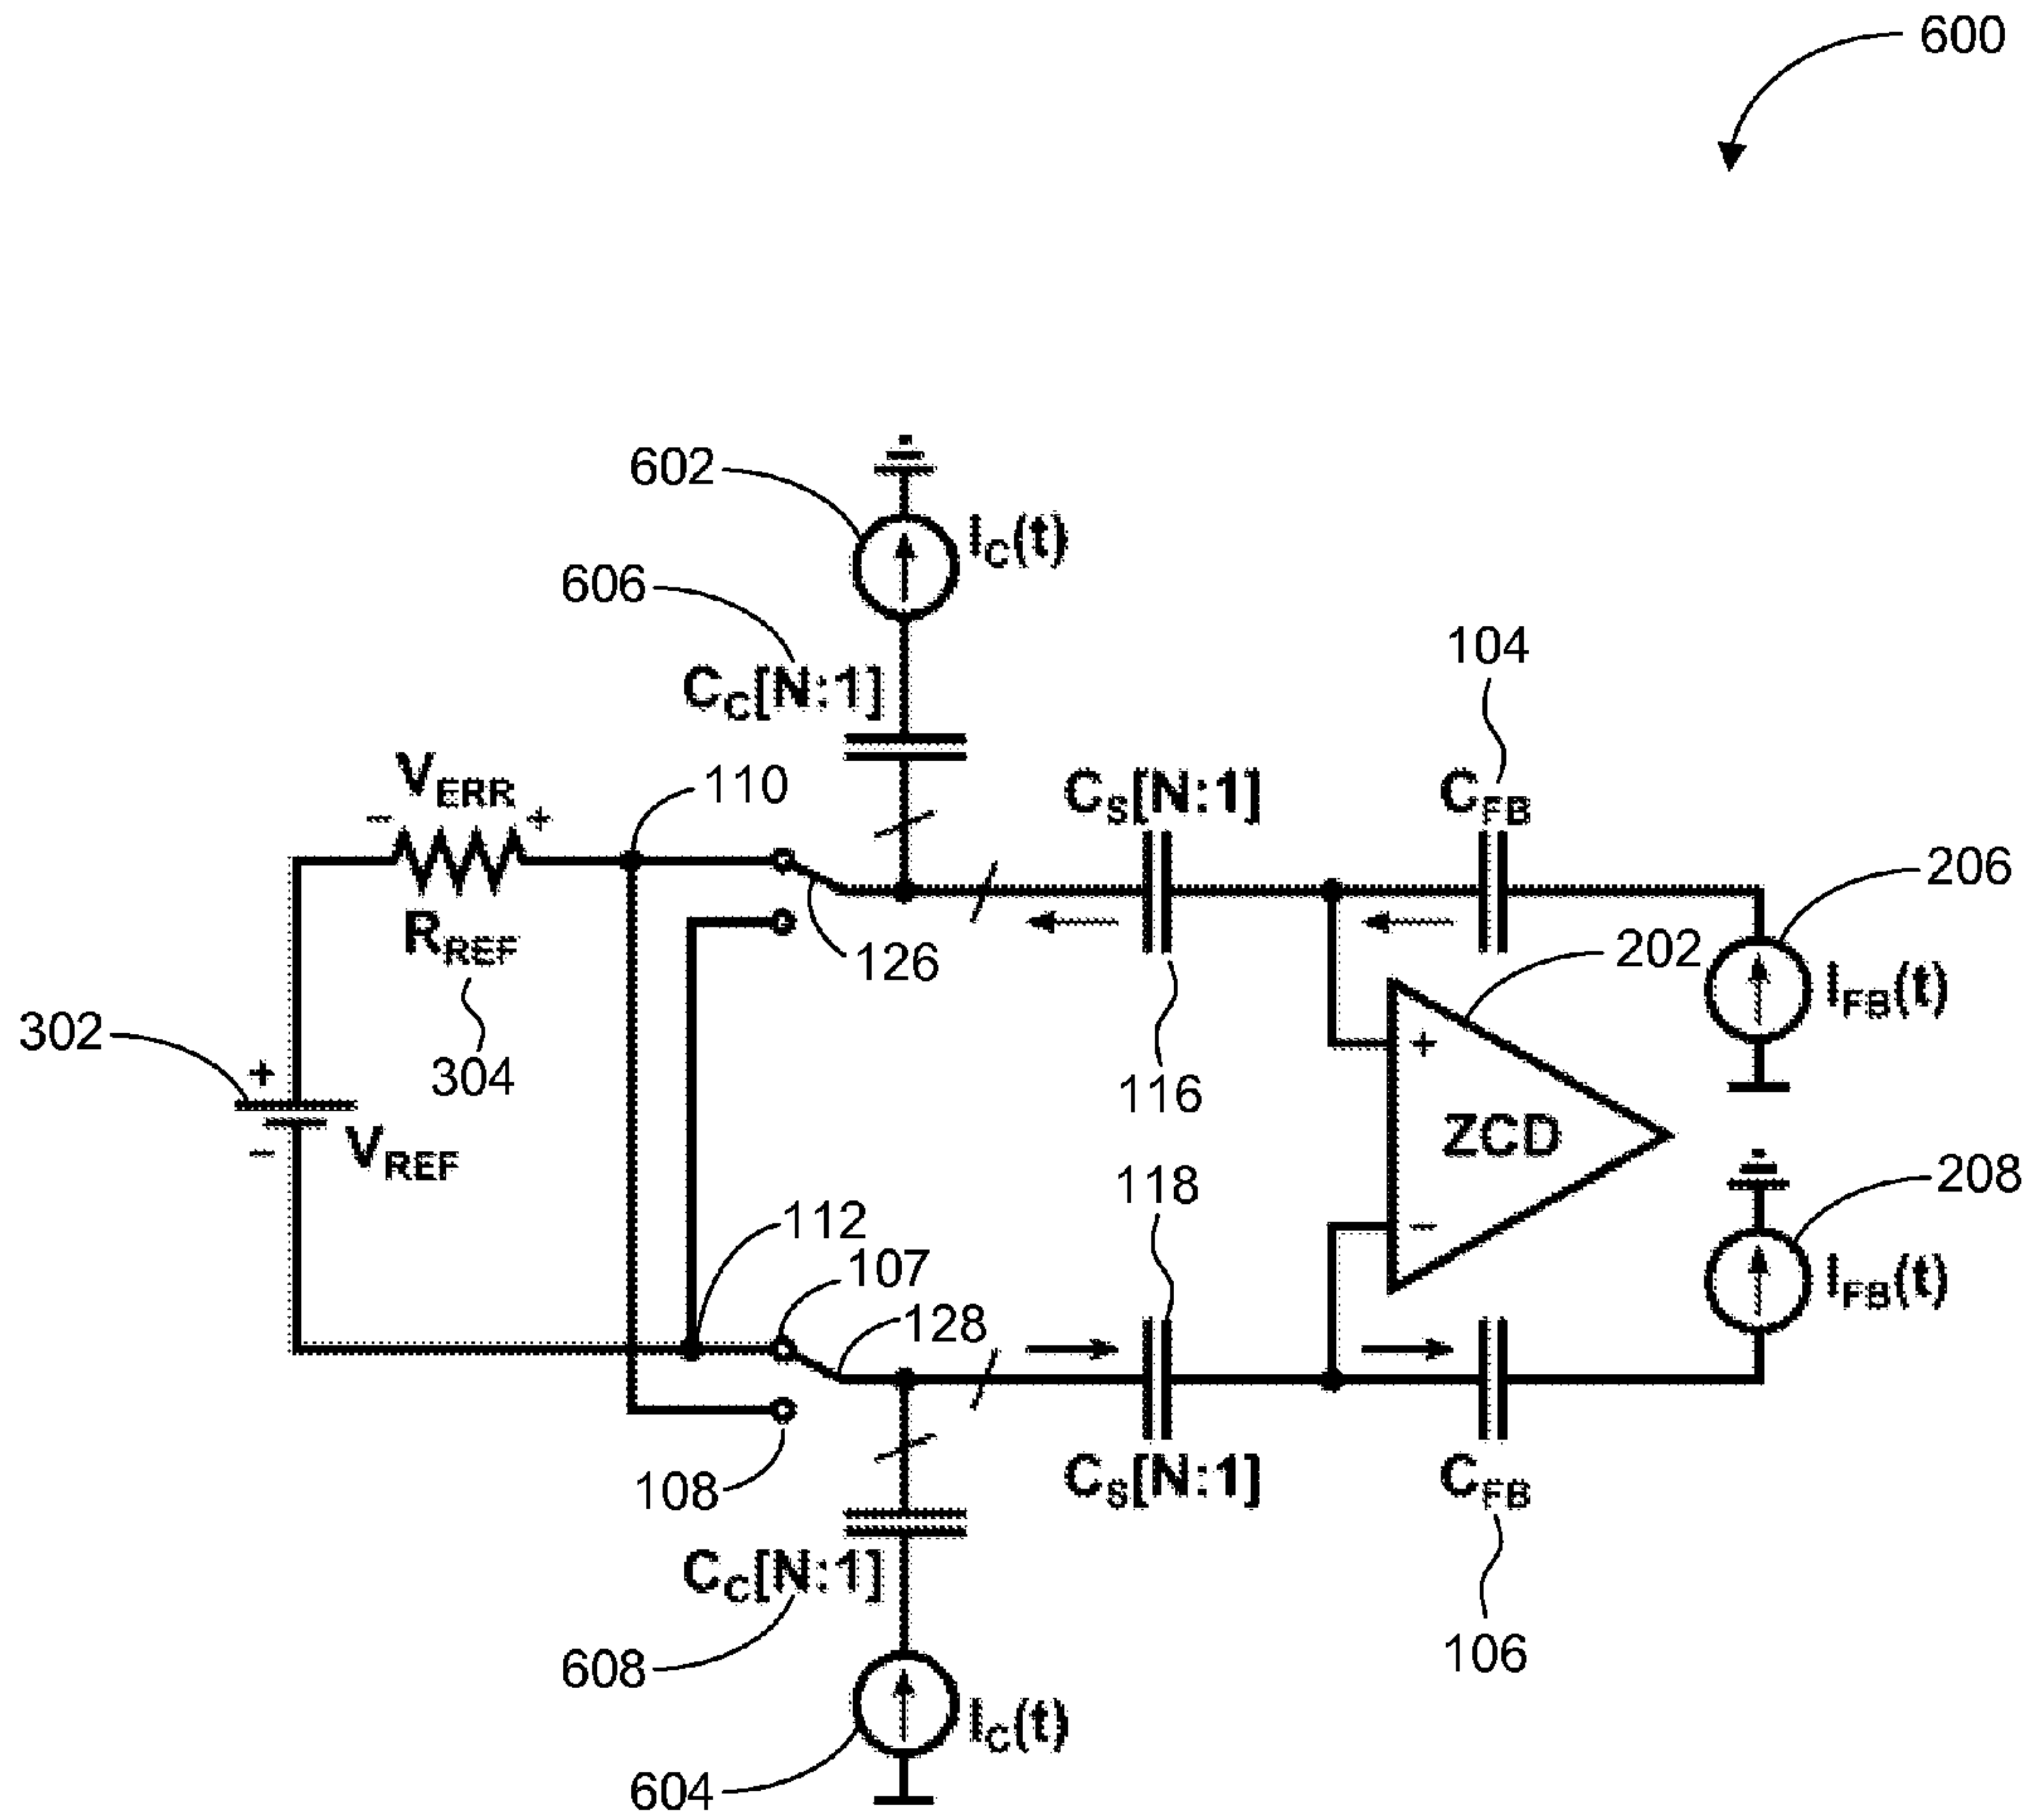 600
602
I_C(t)
606
C_C[N:1]
104
V_ERR
110
C_S[N:1]
C_FB
− +
206
R_REF
126
202
I_FB(t)
302
304
+
116
+
ZCD
V_REF
−
118
208
112
107
−
I_FB(t)
128
108
C_S[N:1]
C_FB
C_C[N:1]
608
106
I_C(t)
604